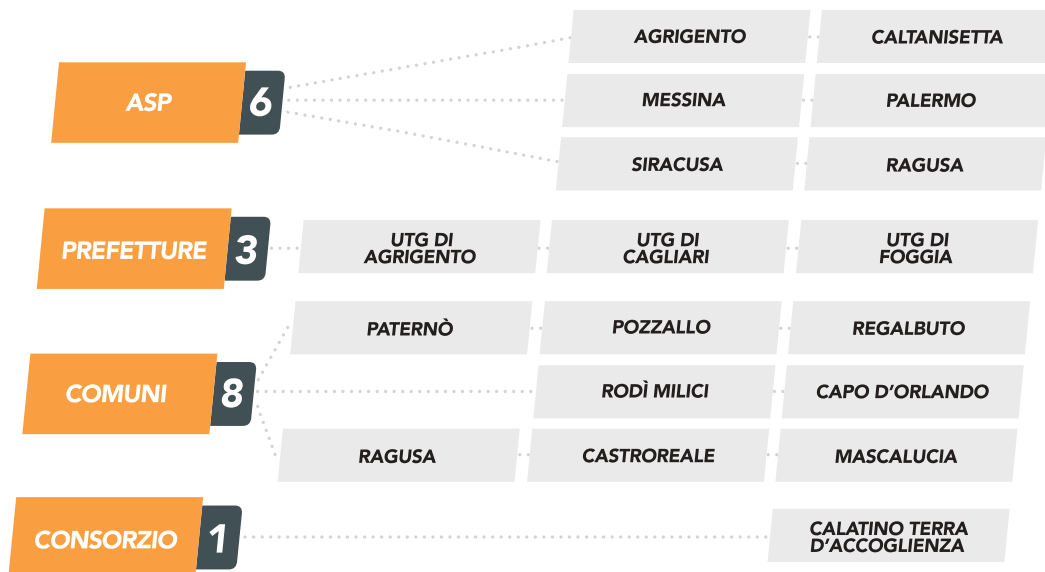 ASP
6
AGRIGENTO
CALTANISETTA
MESSINA
PALERMO
SIRACUSA
RAGUSA
PREFETTURE
3
UTG DI
AGRIGENTO
UTG DI
CAGLIARI
UTG DI
FOGGIA
COMUNI
8
PATERNÒ
POZZALLO
REGALBUTO
RODÌ MILICI
CAPO D'ORLANDO
RAGUSA
CASTROREALE
MASCALUCIA
CONSORZIO
1
CALATINO TERRA
D'ACCOGLIENZA